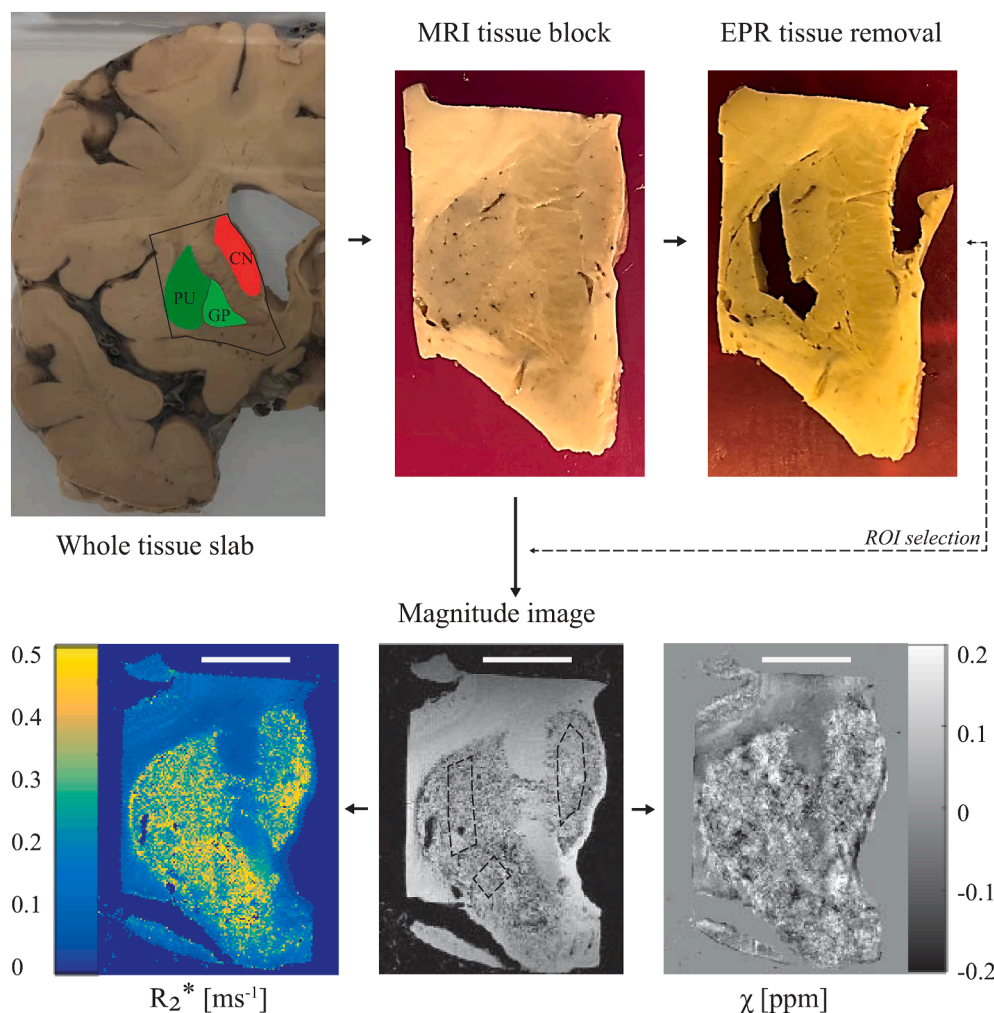 MRI tissue block
EPR tissue removal
CN
PU
GP
Whole tissue slab
ROI selection
Magnitude image
0.5
0.4
0.3
0.2
0.1
0
0.2
0.1
0
-0.1
-0.2
R₂* [ms⁻¹]
χ [ppm]